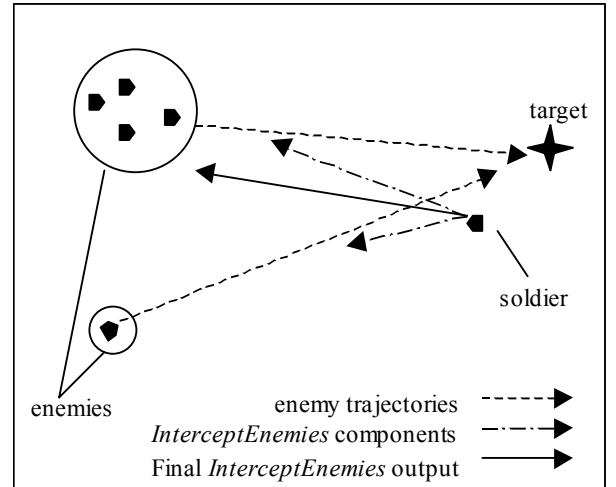 target
soldier
enemies
enemy trajectories
InterceptEnemies components
Final InterceptEnemies output